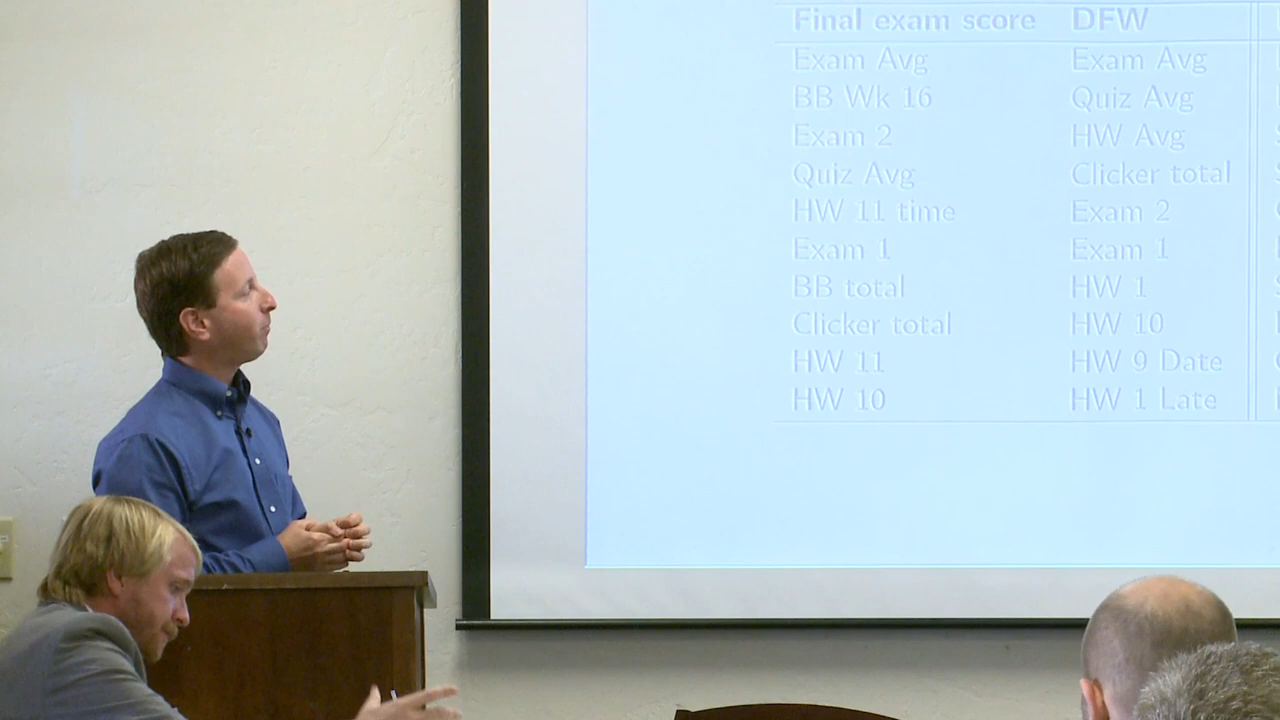 Final exam score DFW
Exam Avg Exam Avg
BB Wk 16 Quiz Avg
Exam 2 HW Avg
Quiz Avg Clicker total
HW 11 time Exam 2
Exam 1 Exam 1
BB total HW 1
Clicker total HW 10
HW 11 HW 9 Date
HW 10 HW 1 Late